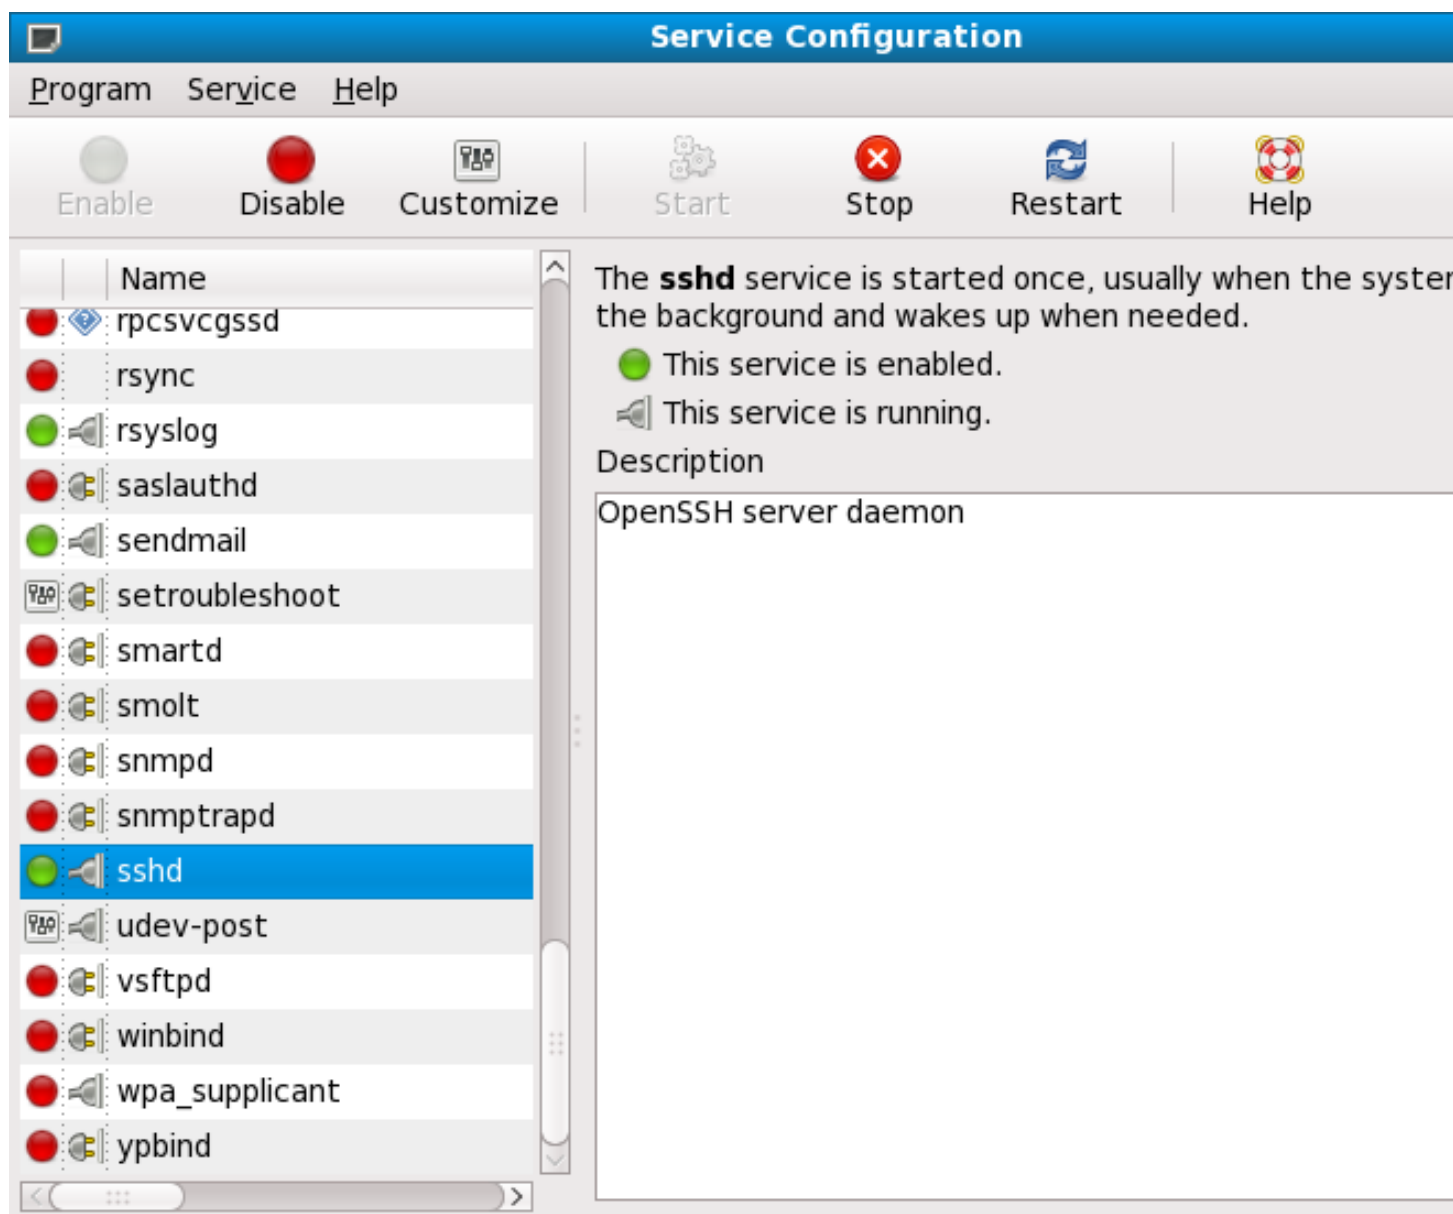 Service Configuration
Program Service Help
Enable Disable Customize Start Stop Restart Help
Name
rpcsvcgssd
rsync
rsyslog
saslauthd
sendmail
setroubleshoot
smartd
smolt
snmpd
snmptrapd
sshd
udev-post
vsftpd
winbind
wpa_supplicant
ypbind
The sshd service is started once, usually when the
the background and wakes up when needed.
This service is enabled.
This service is running.
Description
OpenSSH server daemon